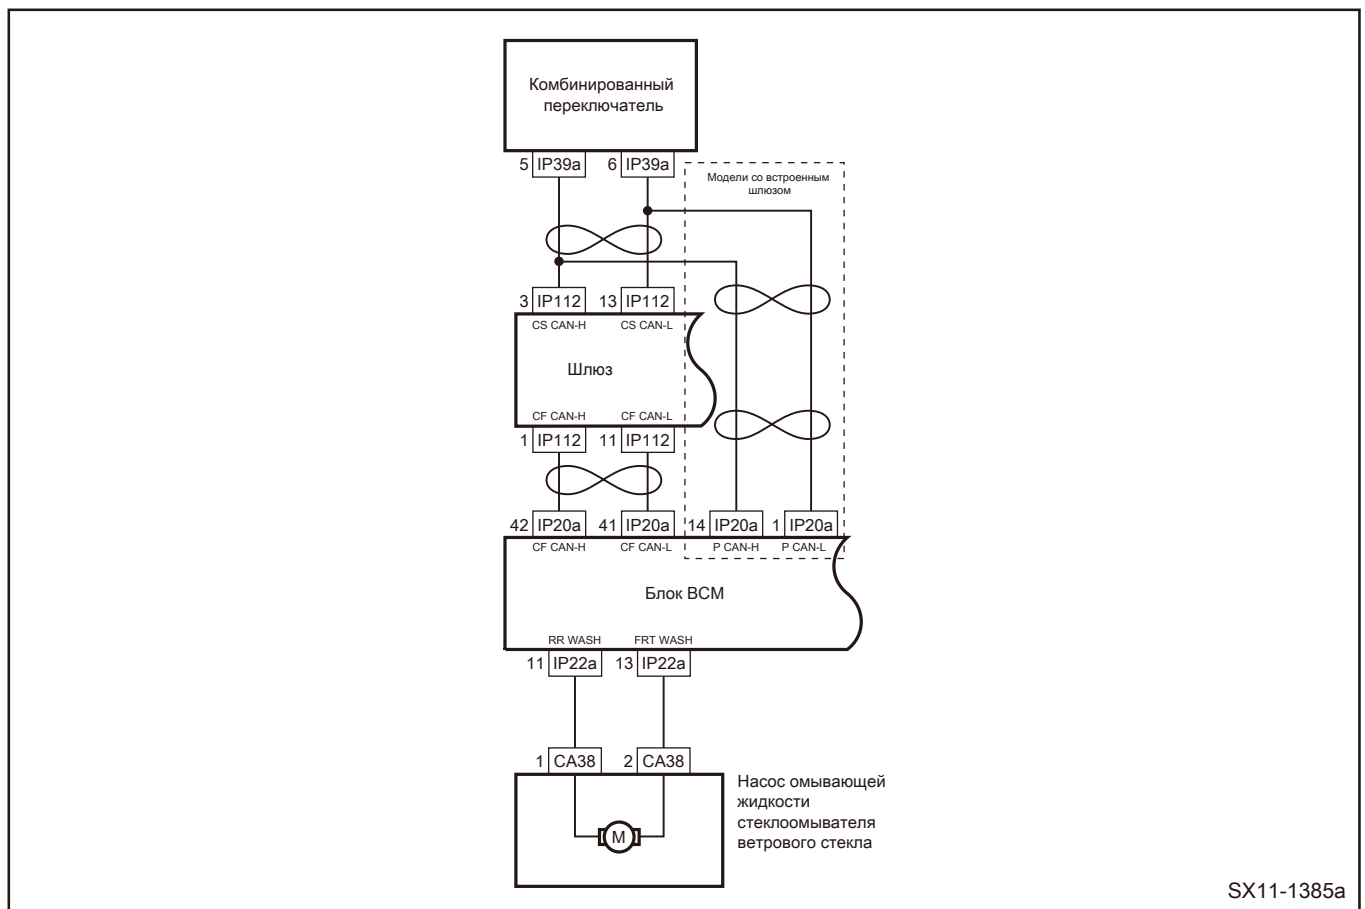 Комбинированный
переключатель
5 IP39a 6 IP39a
Модели со встроенным
шлюзом
3 IP112 13 IP112
CS CAN-H CS CAN-L
Шлюз
CF CAN-H CF CAN-L
1 IP112 11 IP112
42 IP20a 41 IP20a 14 IP20a 1 IP20a
CF CAN-H CF CAN-L P CAN-H P CAN-L
Блок BCM
RR WASH FRT WASH
11 IP22a 13 IP22a
1 CA38 2 CA38
Насос омывающей
жидкости
стеклоомывателя
ветрового стекла
M
SX11-1385a